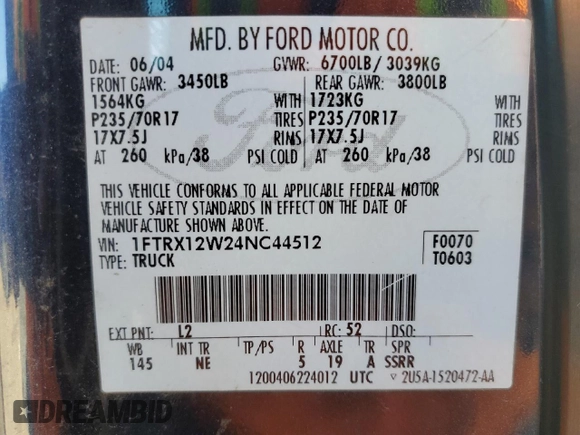 MFD. BY FORD MOTOR CO.
DATE: 06/04 GVWR: 6700LB/ 3039KG
FRONT GAWR: 3450LB REAR GAWR: 3800LB
1564KG WITH 1723KG WITH
P235/70R17 TIRES P235/70R17 TIRES
17X7.5J RIMS 17X7.5J RIMS
AT 260 kPa/38 PSI COLD AT 260 kPa/38 PSI COLD
THIS VEHICLE CONFORMS TO ALL APPLICABLE FEDERAL MOTOR
VEHICLE SAFETY STANDARDS IN EFFECT ON THE DATE OF
MANUFACTURE SHOWN ABOVE.
VIN: 1FTRX12W24NC44512 F0070
TYPE: TRUCK T0603
Ford
EXT PNT: L2 RC: 52 DSO:
WB INT TR TP/PS R AXLE TR SPR
145 NE 5 19 A SSRR
1200406224012 UTC 2U5A-1520472-AA
DREAMBID